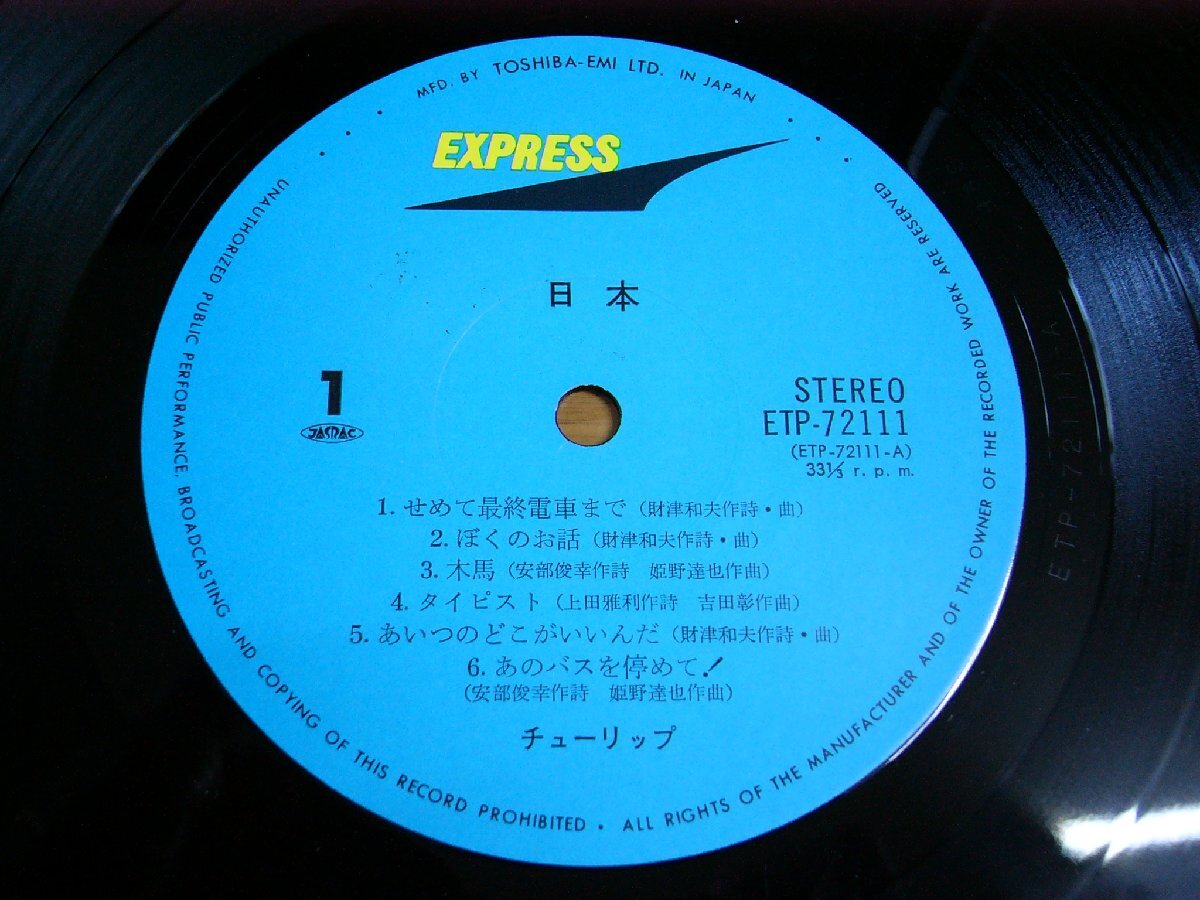 MFD. BY TOSHIBA-EMI LTD. IN JAPAN
EXPRESS
日本
1
JASRAC
STEREO
ETP-72111
(ETP-72111-A)
33⅓ r.p.m.
1. せめて最終電車まで (財津和夫作詩・曲)
2. ぼくのお話 (財津和夫作詩・曲)
3. 木馬 (安部俊幸作詩 姫野達也作曲)
4. タイピスト (上田雅利作詩 吉田彰作曲)
5. あいつのどこがいいんだ (財津和夫作詩・曲)
6. あのバスを停めて!
(安部俊幸作詩 姫野達也作曲)
チューリップ
UNAUTHORIZED PUBLIC PERFORMANCE, BROADCASTING AND COPYING OF THIS RECORD PROHIBITED • ALL RIGHTS OF THE MANUFACTURER AND OF THE OWNER OF THE RECORDED WORK ARE RESERVED
ETP-72111-A